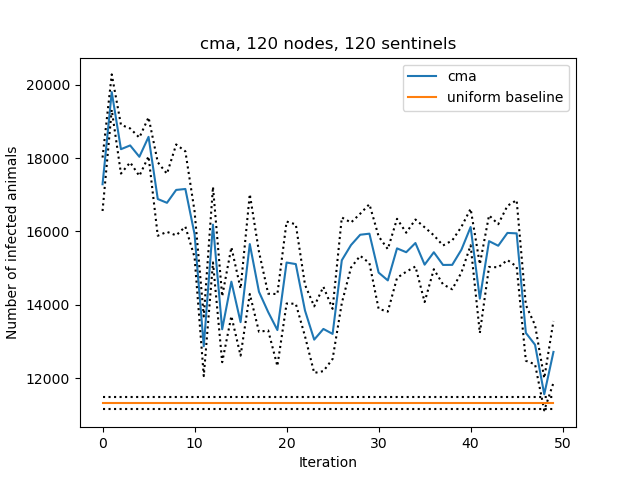 cma, 120 nodes, 120 sentinels
cma
uniform baseline
Number of infected animals
20000
18000
16000
14000
12000
0 10 20 30 40 50
Iteration